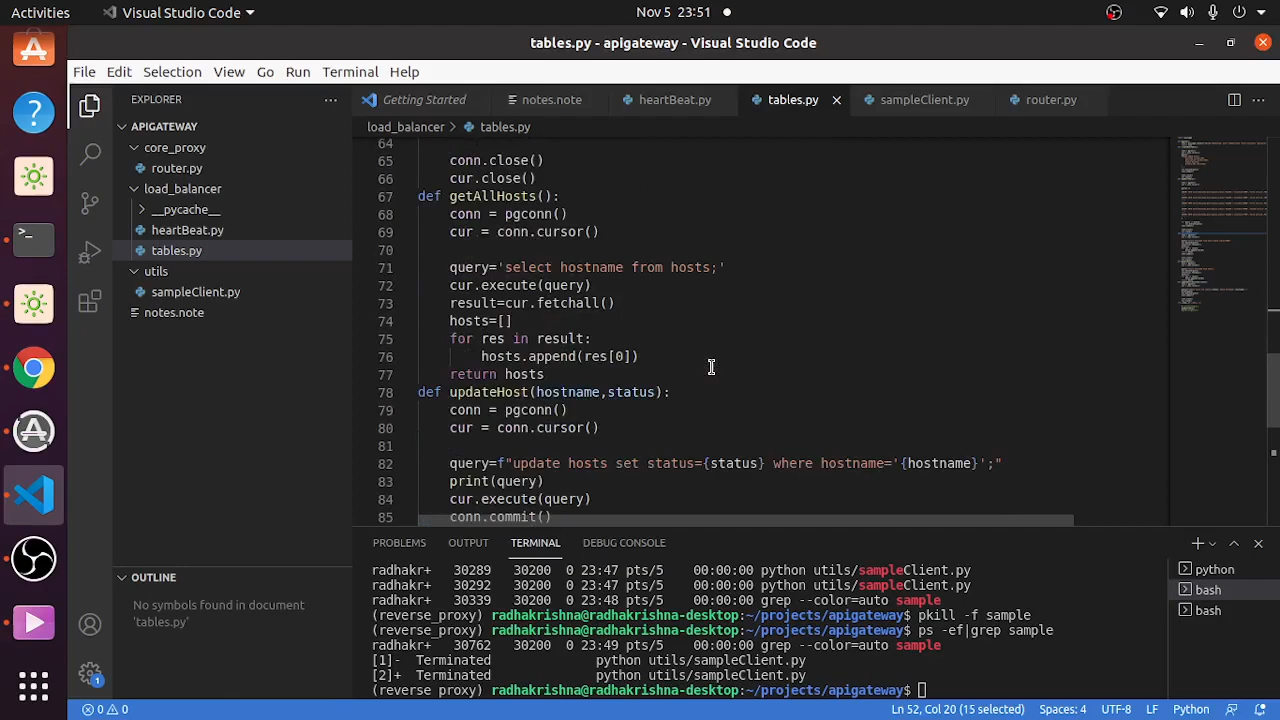 Activities
Visual Studio Code
Nov 5 23:51
tables.py - apigateway - Visual Studio Code
File Edit Selection View Go Run Terminal Help
EXPLORER
Getting Started
notes.note
heartBeat.py
tables.py
sampleClient.py
router.py
APIGATEWAY
core_proxy
router.py
load_balancer
__pycache__
heartBeat.py
tables.py
utils
sampleClient.py
notes.note
OUTLINE
No symbols found in document
'tables.py'
load_balancer > tables.py
64
65 conn.close()
66 cur.close()
67 def getAllHosts():
68 conn = pgconn()
69 cur = conn.cursor()
70
71 query='select hostname from hosts;'
72 cur.execute(query)
73 result=cur.fetchall()
74 hosts=[]
75 for res in result:
76 hosts.append(res[0])
77 return hosts
78 def updateHost(hostname,status):
79 conn = pgconn()
80 cur = conn.cursor()
81
82 query=f"update hosts set status={status} where hostname='{hostname}';"
83 print(query)
84 cur.execute(query)
85 conn.commit()
PROBLEMS OUTPUT TERMINAL DEBUG CONSOLE
radhakr+ 30289 30200 0 23:47 pts/5 00:00:00 python utils/sampleClient.py
radhakr+ 30292 30200 0 23:47 pts/5 00:00:00 python utils/sampleClient.py
radhakr+ 30339 30200 0 23:48 pts/5 00:00:00 grep --color=auto sample
(reverse_proxy) radhakrishna@radhakrishna-desktop:~/projects/apigateway$ pkill -f sample
(reverse_proxy) radhakrishna@radhakrishna-desktop:~/projects/apigateway$ ps -ef|grep sample
radhakr+ 30762 30200 0 23:49 pts/5 00:00:00 grep --color=auto sample
[1]- Terminated python utils/sampleClient.py
[2]+ Terminated python utils/sampleClient.py
(reverse_proxy) radhakrishna@radhakrishna-desktop:~/projects/apigateway$
python
bash
bash
1
0 0
Ln 52, Col 20 (15 selected) Spaces: 4 UTF-8 LF Python